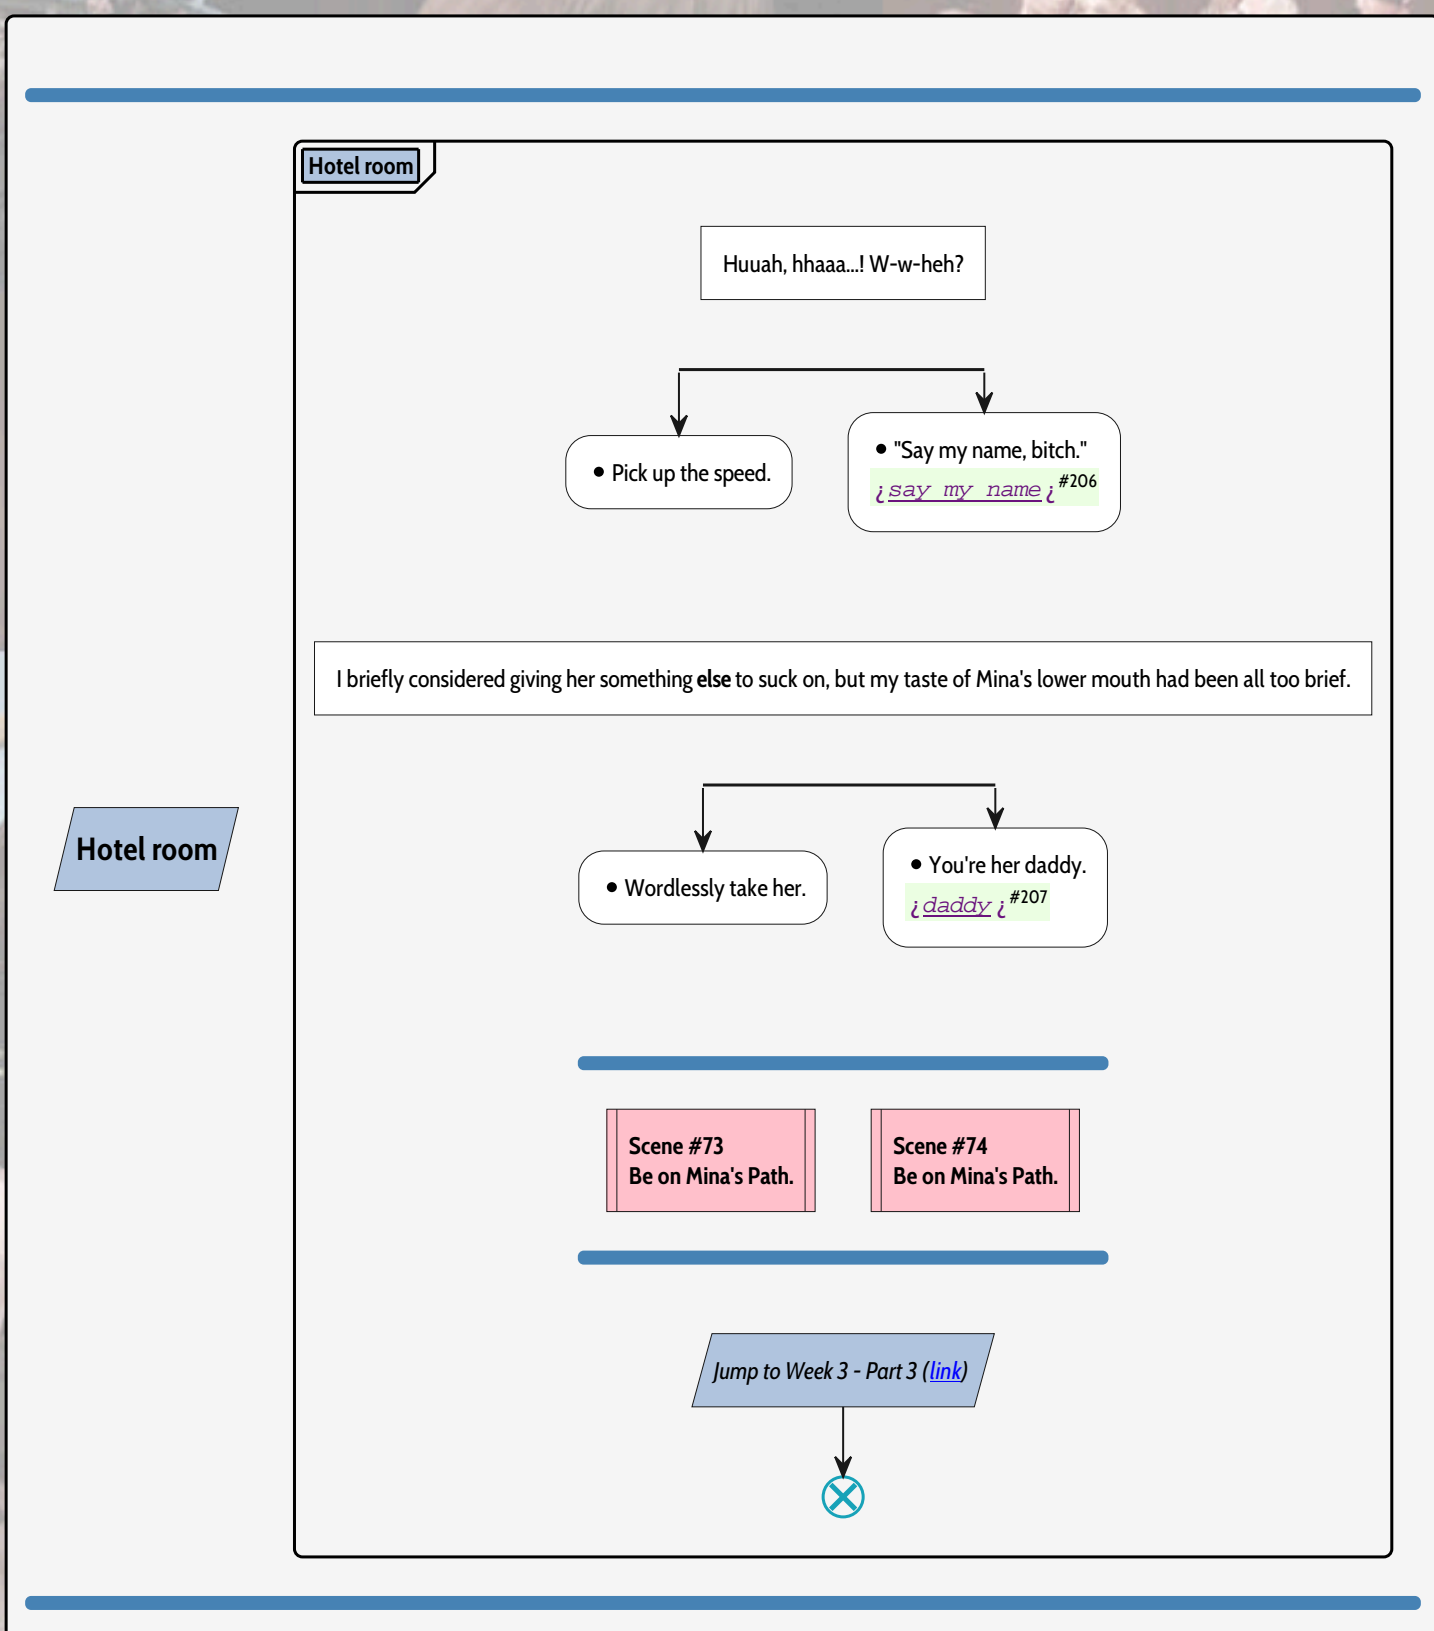 Hotel room
Huuah, hhaaa...! W-w-heh?
• Pick up the speed.
• "Say my name, bitch."
¿say my name¿#206
I briefly considered giving her something else to suck on, but my taste of Mina's lower mouth had been all too brief.
Hotel room
• Wordlessly take her.
• You're her daddy.
¿daddy¿#207
Scene #73
Be on Mina's Path.
Scene #74
Be on Mina's Path.
Jump to Week 3 - Part 3 (link)